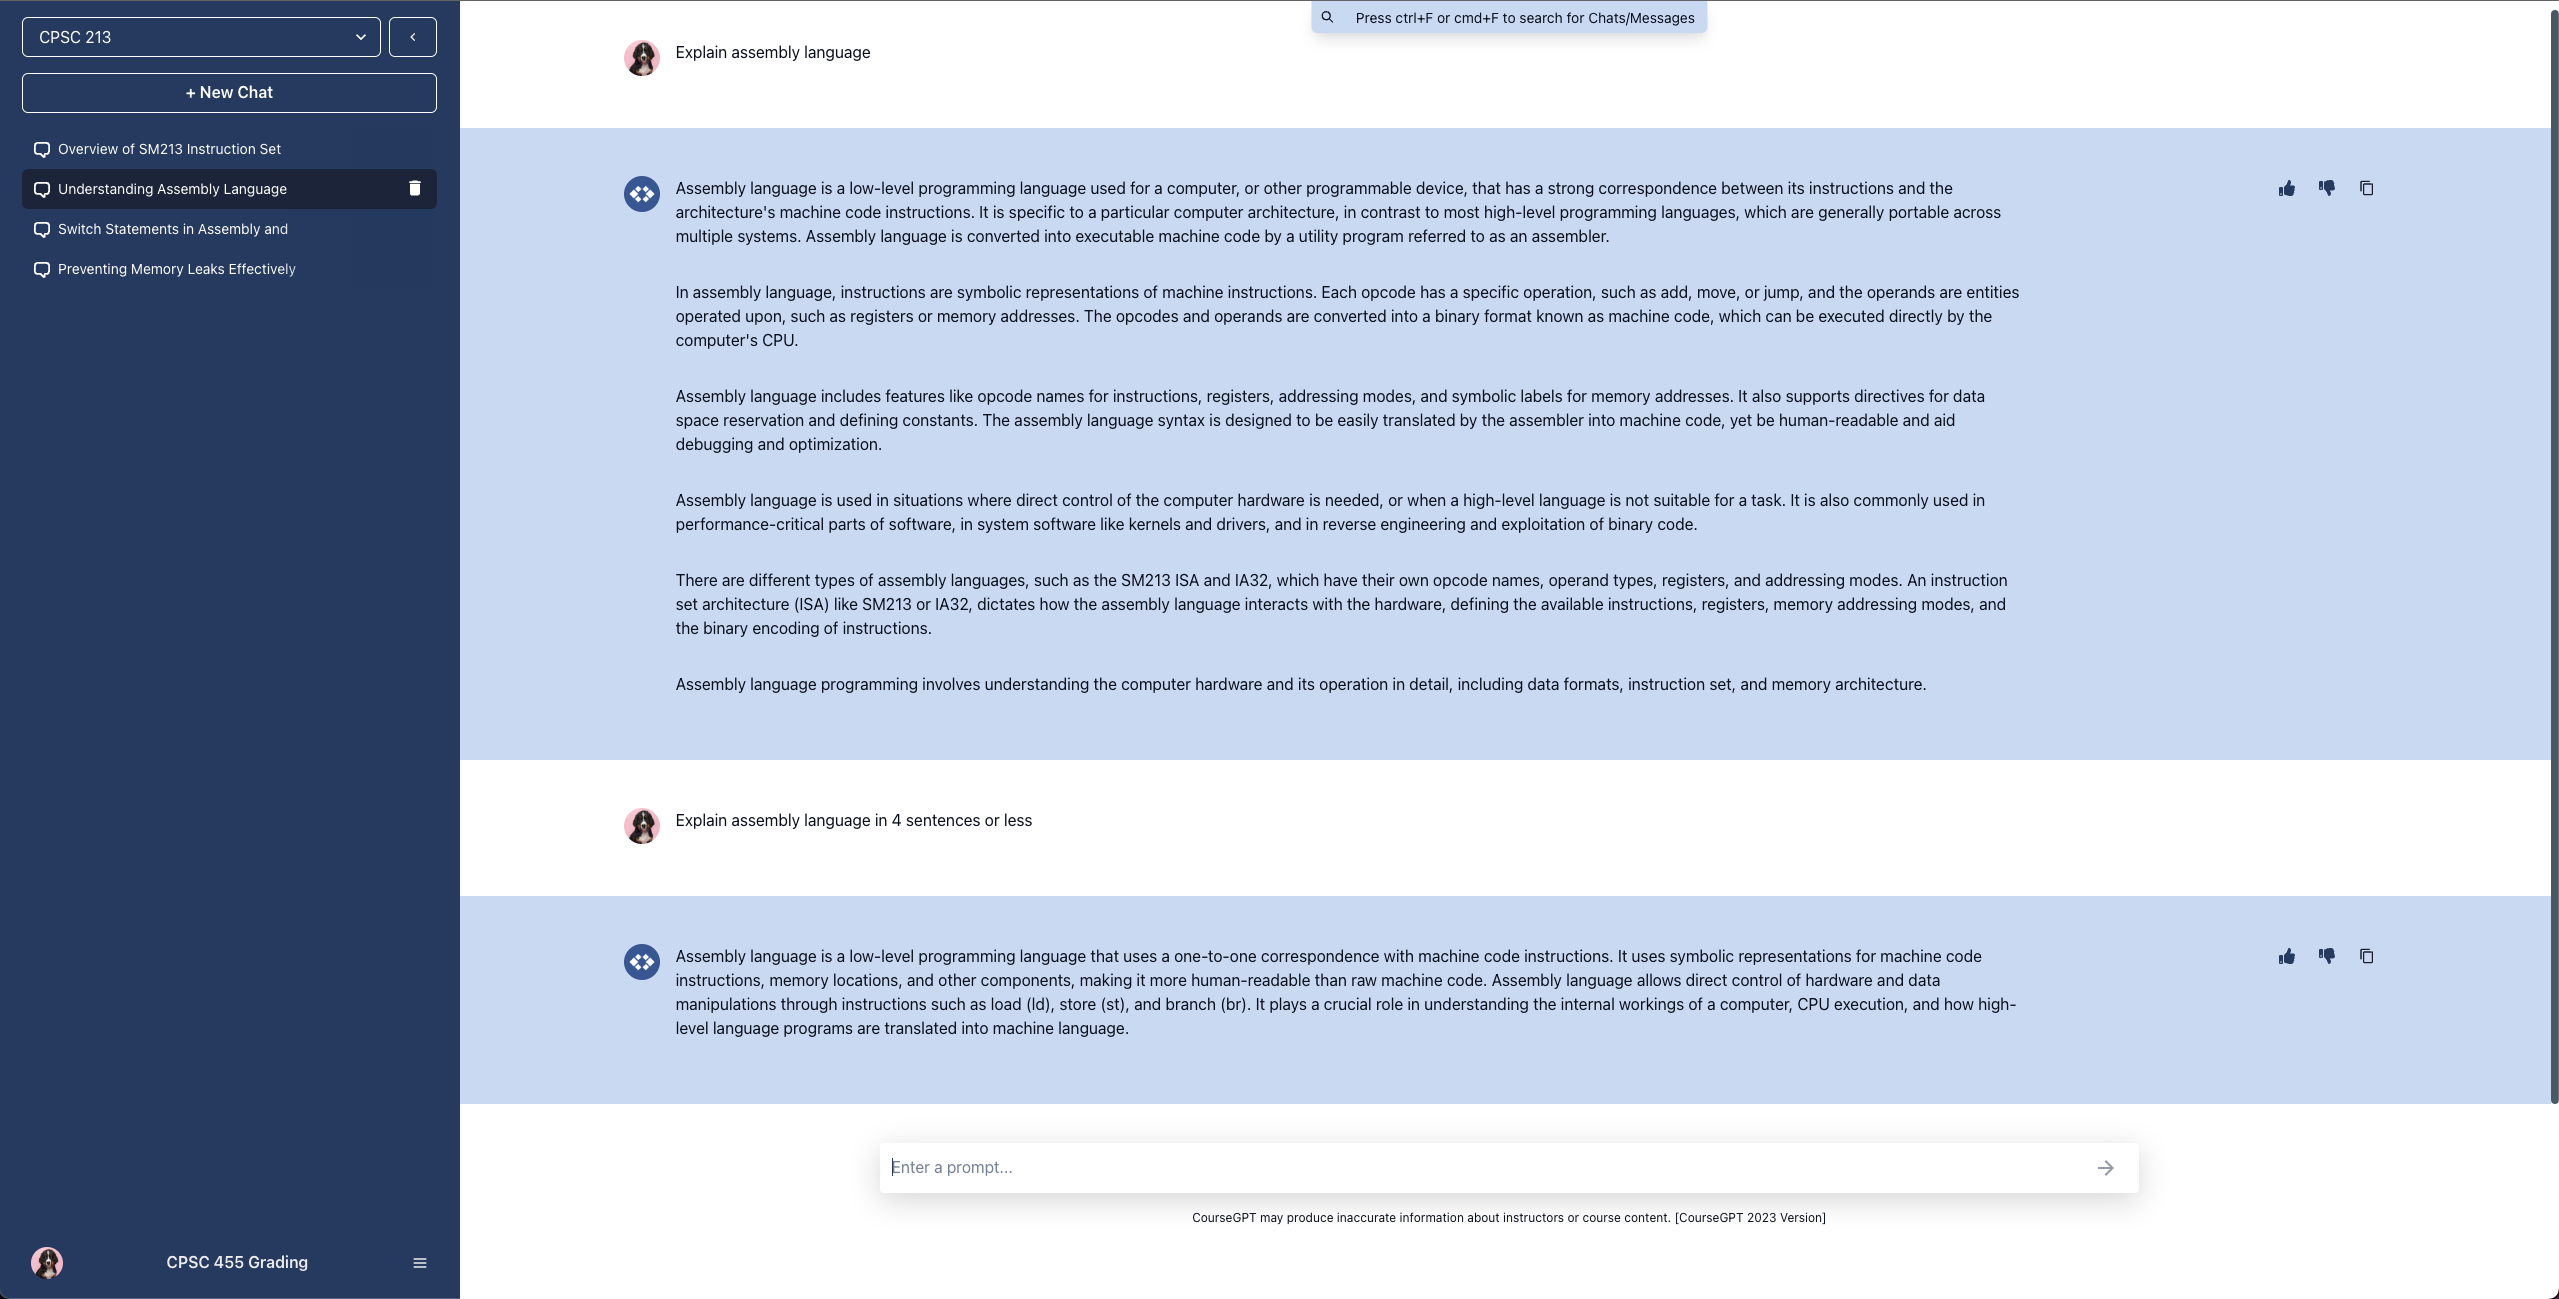 CPSC 213
+ New Chat
Overview of SM213 Instruction Set
Understanding Assembly Language
Switch Statements in Assembly and
Preventing Memory Leaks Effectively
CPSC 455 Grading
Press ctrl+F or cmd+F to search for Chats/Messages
Explain assembly language
Assembly language is a low-level programming language used for a computer, or other programmable device, that has a strong correspondence between its instructions and the
architecture's machine code instructions. It is specific to a particular computer architecture, in contrast to most high-level programming languages, which are generally portable across
multiple systems. Assembly language is converted into executable machine code by a utility program referred to as an assembler.
In assembly language, instructions are symbolic representations of machine instructions. Each opcode has a specific operation, such as add, move, or jump, and the operands are entities
operated upon, such as registers or memory addresses. The opcodes and operands are converted into a binary format known as machine code, which can be executed directly by the
computer's CPU.
Assembly language includes features like opcode names for instructions, registers, addressing modes, and symbolic labels for memory addresses. It also supports directives for data
space reservation and defining constants. The assembly language syntax is designed to be easily translated by the assembler into machine code, yet be human-readable and aid
debugging and optimization.
Assembly language is used in situations where direct control of the computer hardware is needed, or when a high-level language is not suitable for a task. It is also commonly used in
performance-critical parts of software, in system software like kernels and drivers, and in reverse engineering and exploitation of binary code.
There are different types of assembly languages, such as the SM213 ISA and IA32, which have their own opcode names, operand types, registers, and addressing modes. An instruction
set architecture (ISA) like SM213 or IA32, dictates how the assembly language interacts with the hardware, defining the available instructions, registers, memory addressing modes, and
the binary encoding of instructions.
Assembly language programming involves understanding the computer hardware and its operation in detail, including data formats, instruction set, and memory architecture.
Explain assembly language in 4 sentences or less
Assembly language is a low-level programming language that uses a one-to-one correspondence with machine code instructions. It uses symbolic representations for machine code
instructions, memory locations, and other components, making it more human-readable than raw machine code. Assembly language allows direct control of hardware and data
manipulations through instructions such as load (ld), store (st), and branch (br). It plays a crucial role in understanding the internal workings of a computer, CPU execution, and how high-
level language programs are translated into machine language.
Enter a prompt...
CourseGPT may produce inaccurate information about instructors or course content. [CourseGPT 2023 Version]